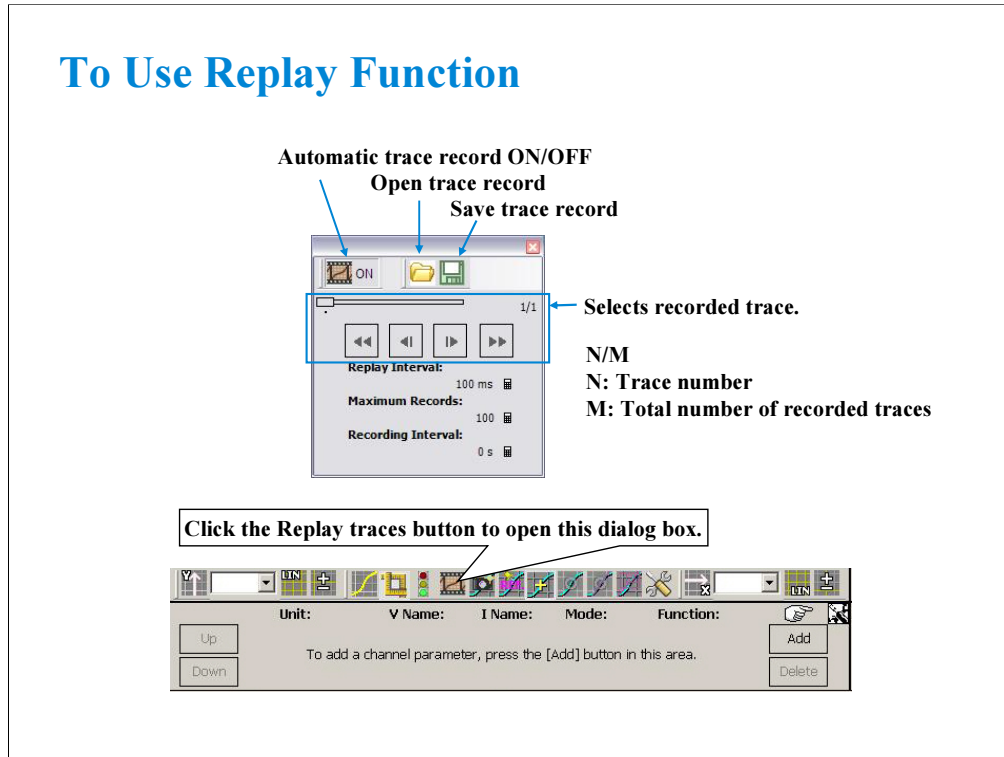 To Use Replay Function
Automatic trace record ON/OFF
Open trace record
Save trace record
ON
1/1
Selects recorded trace.
N/M
N: Trace number
M: Total number of recorded traces
Replay Interval:
100 ms
Maximum Records:
100
Recording Interval:
0 s
Click the Replay traces button to open this dialog box.
Y LIN X LIN
Unit: V Name: I Name: Mode: Function:
Up
To add a channel parameter, press the [Add] button in this area.
Add
Down
Delete